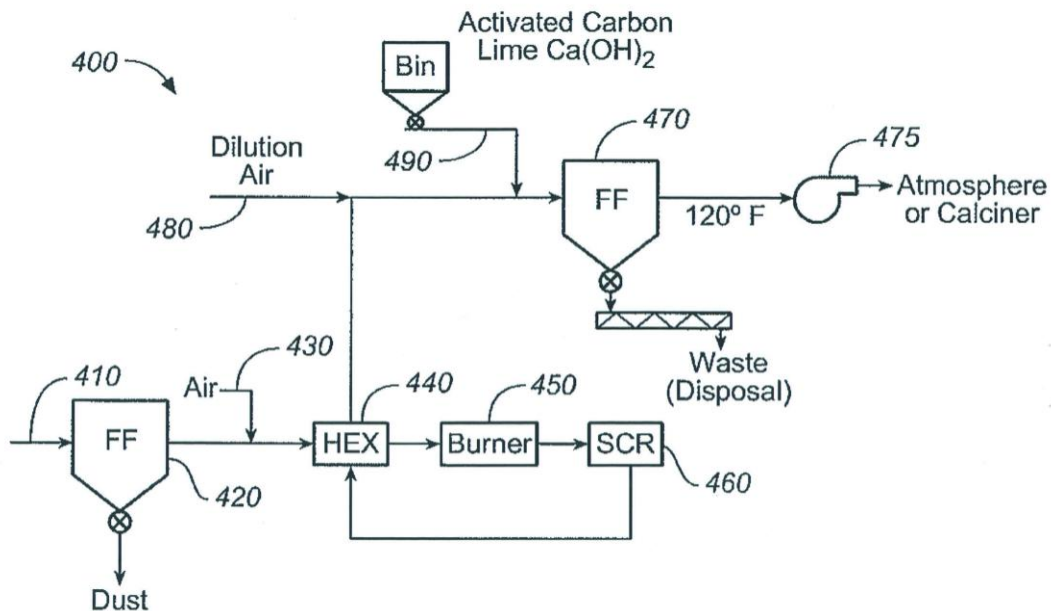 Activated Carbon
Lime Ca(OH)2
400
Bin
490
470
475
Dilution
Air
480
FF
120º F
Atmosphere
or Calciner
Waste
(Disposal)
410
430
Air
440
450
FF
HEX
Burner
SCR
420
460
Dust